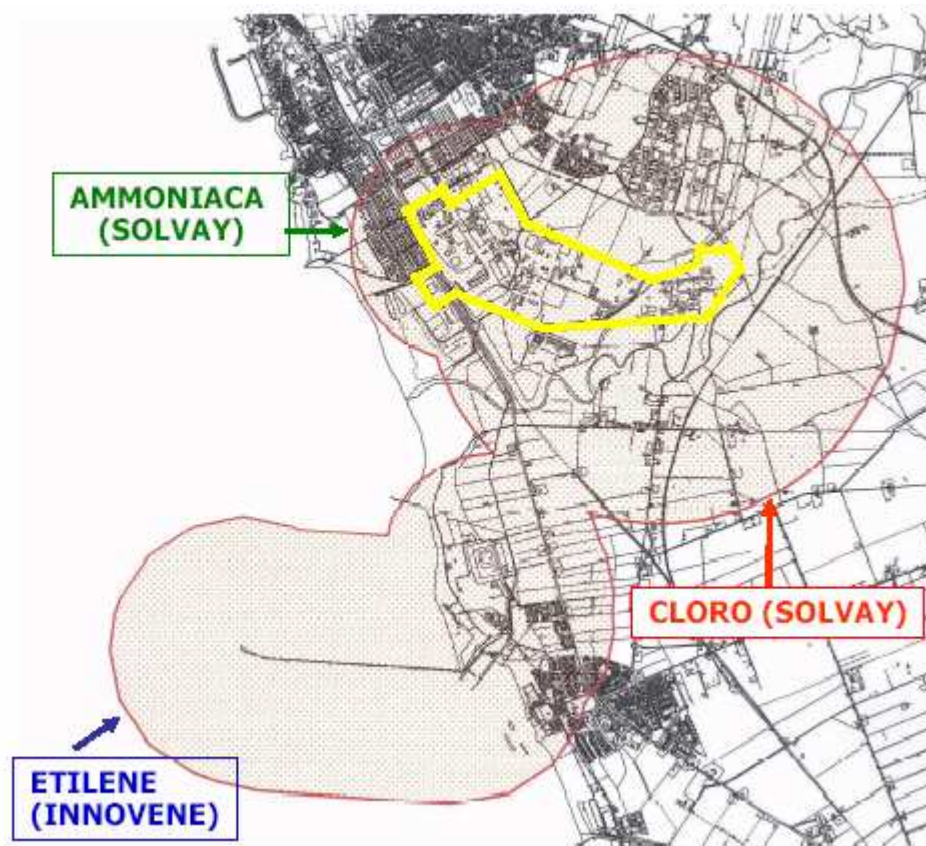 AMMONIACA
(SOLVAY)
CLORO (SOLVAY)
ETILENE
(INNOVENE)